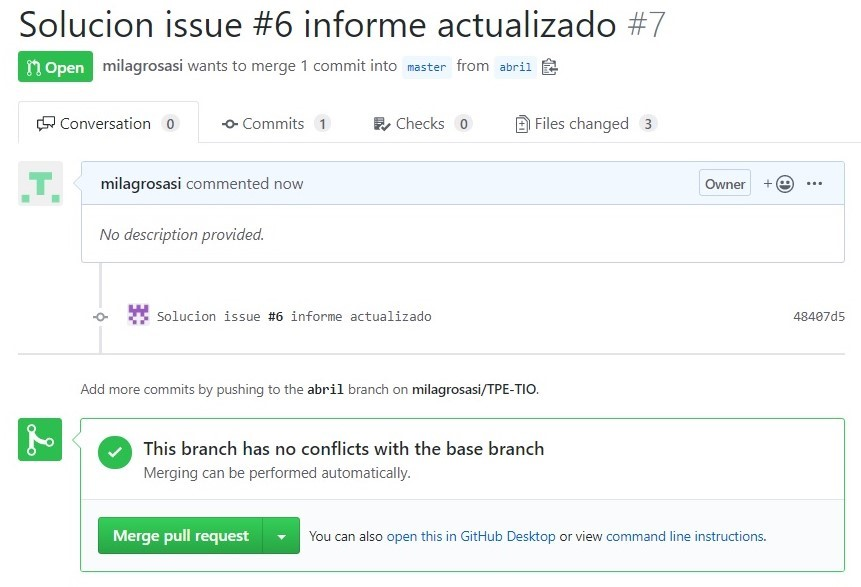 Solucion issue #6 informe actualizado #7
Open milagrosasi wants to merge 1 commit into master from abril
Conversation 0 Commits 1 Checks 0 Files changed 3
milagrosasi commented now Owner + ...
No description provided.
Solucion issue #6 informe actualizado 48407d5
Add more commits by pushing to the abril branch on milagrosasi/TPE-TIO.
This branch has no conflicts with the base branch
Merging can be performed automatically.
Merge pull request You can also open this in GitHub Desktop or view command line instructions.